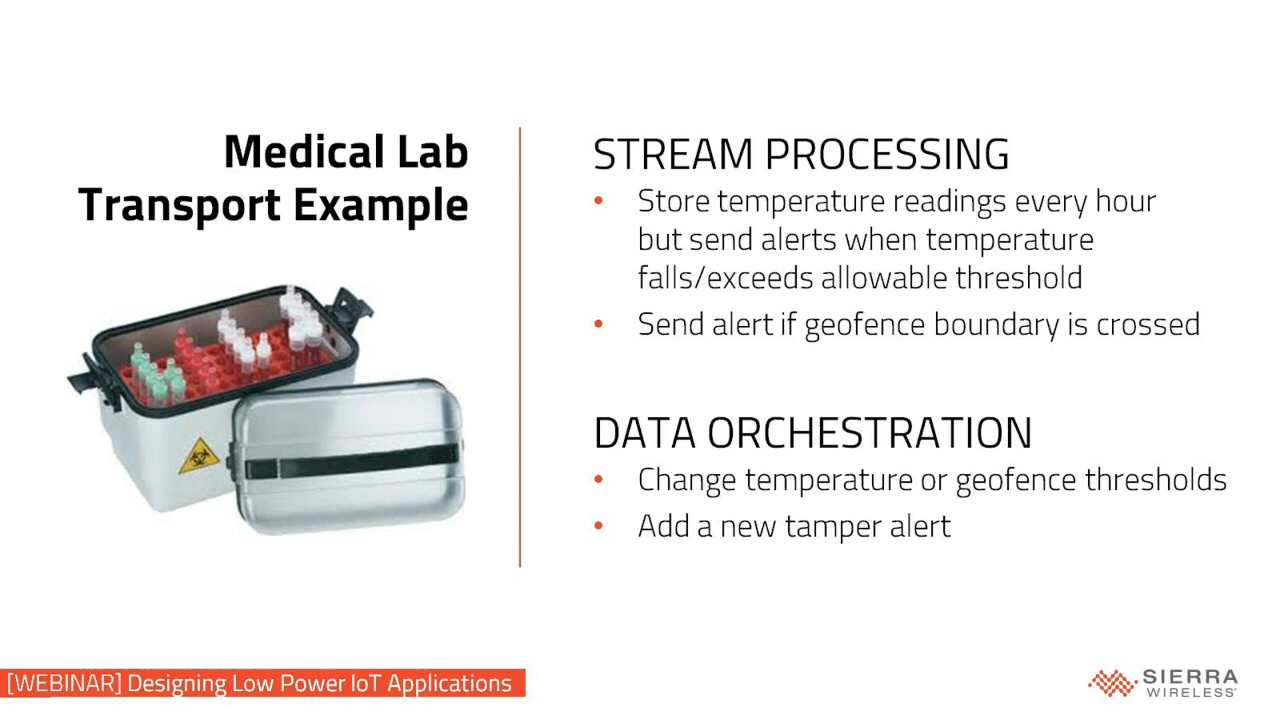 Medical Lab
Transport Example
STREAM PROCESSING
• Store temperature readings every hour
but send alerts when temperature
falls/exceeds allowable threshold
• Send alert if geofence boundary is crossed
DATA ORCHESTRATION
• Change temperature or geofence thresholds
• Add a new tamper alert
[WEBINAR] Designing Low Power IoT Applications
SIERRA
WIRELESS